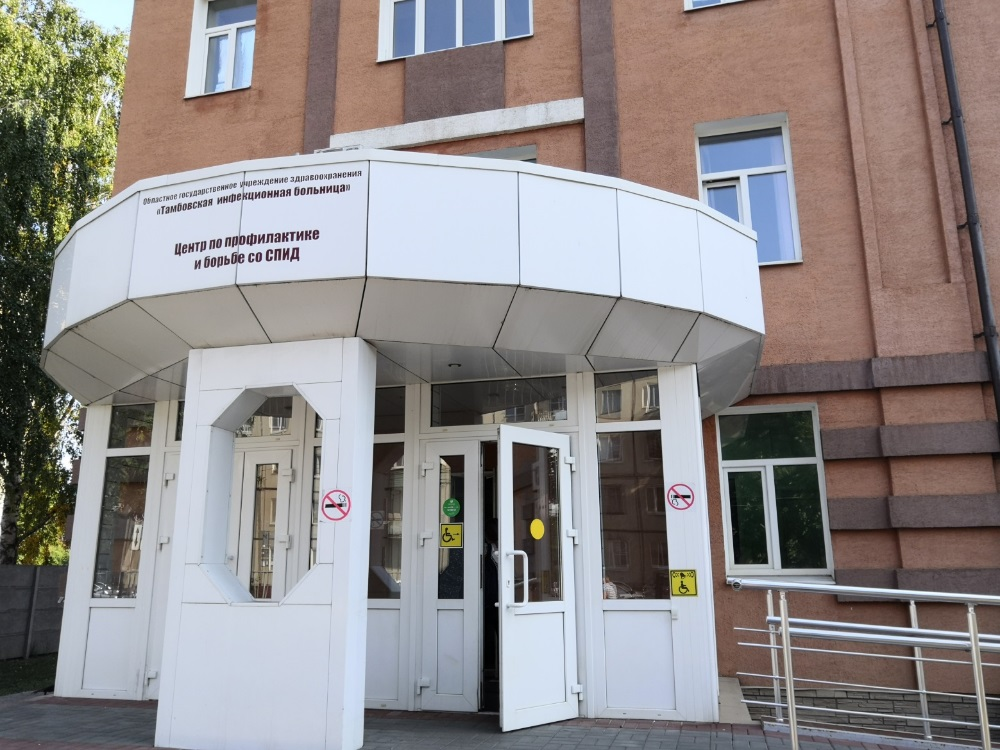 Областное государственное учреждение здравоохранения
«Тамбовская инфекционная больница»
Центр по профилактике
и борьбе со СПИД